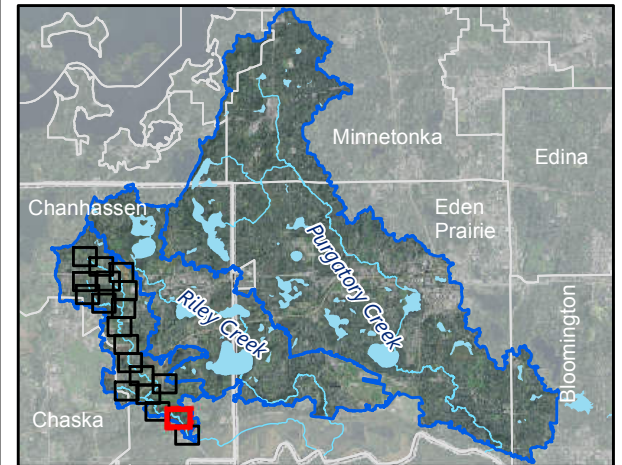 Minnetonka
Edina
Chanhassen
Eden
Prairie
Purgatory Creek
Riley Creek
Bloomington
Chaska